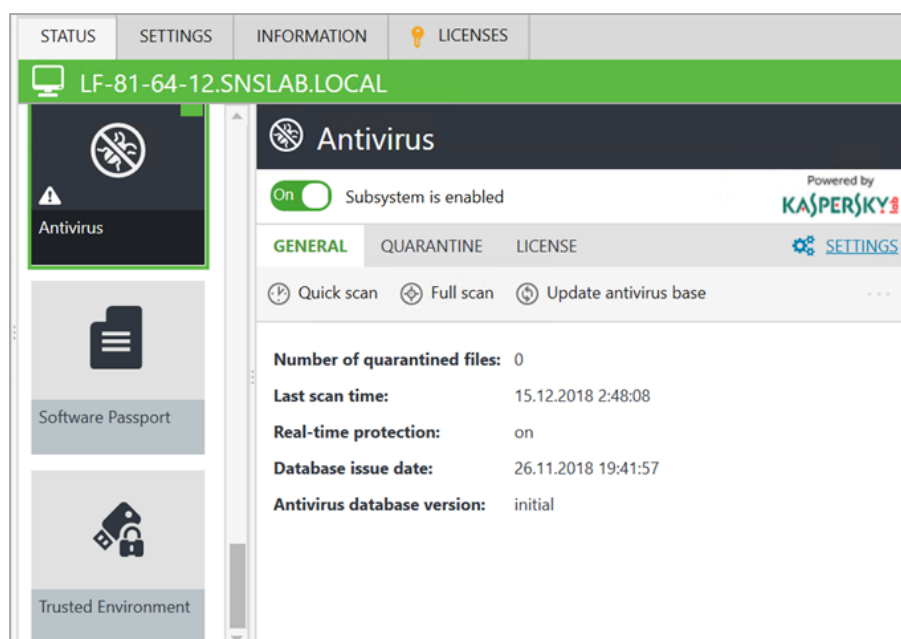 STATUS SETTINGS INFORMATION LICENSES
LF-81-64-12.SNSLAB.LOCAL
Antivirus
Software Passport
Trusted Environment
Antivirus
On Subsystem is enabled
Powered by
KASPERSKY lab
GENERAL QUARANTINE LICENSE SETTINGS
Quick scan Full scan Update antivirus base ...
Number of quarantined files: 0
Last scan time: 15.12.2018 2:48:08
Real-time protection: on
Database issue date: 26.11.2018 19:41:57
Antivirus database version: initial